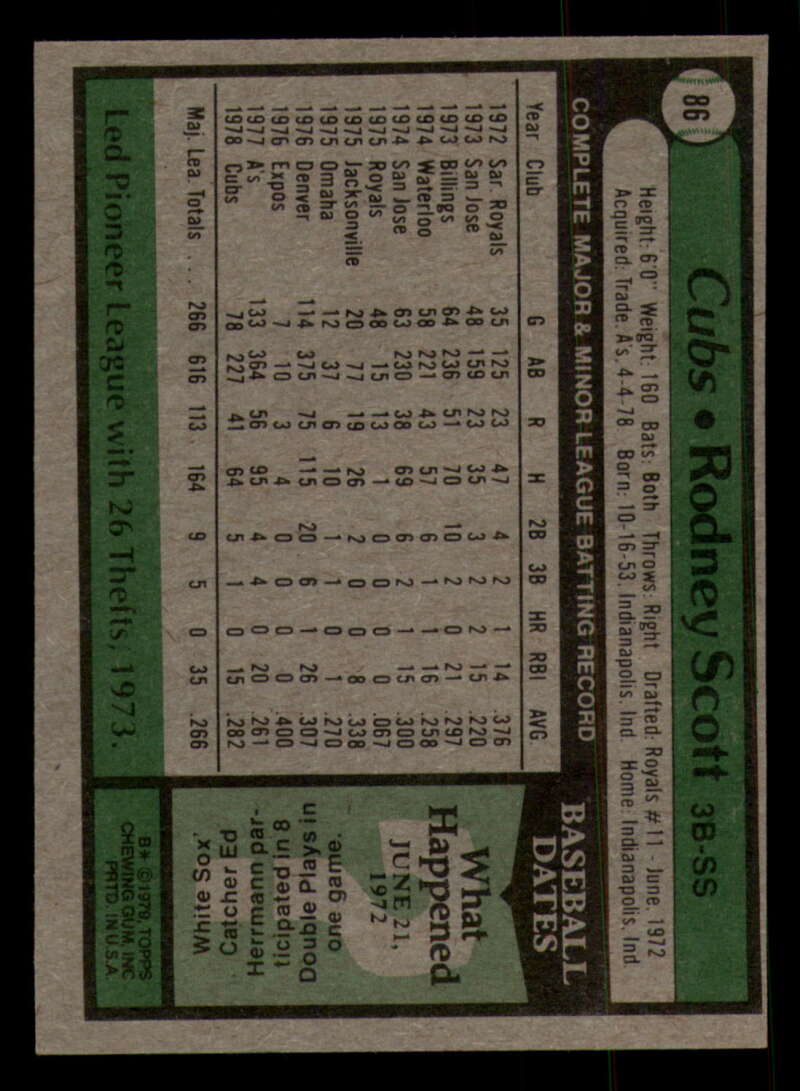 86
Cubs • Rodney Scott 3B-SS
Height: 6'0" Weight: 160 Bats: Both Throws: Right Drafted: Royals #11 - June, 1972
Acquired: Trade, A's, 4-4-78 Born: 10-16-53, Indianapolis, Ind. Home: Indianapolis, Ind.
COMPLETE MAJOR & MINOR LEAGUE BATTING RECORD
Year Club G AB R H 2B 3B HR RBI AVG.
1972 Sar. Royals 35 125 23 47 4 2 1 14 .376
1973 San Jose 48 159 23 35 3 2 2 15 .220
1973 Billings 64 236 51 70 10 2 0 21 .297
1974 Waterloo 58 221 43 57 6 1 1 16 .258
1974 San Jose 63 230 38 69 6 2 1 15 .300
1975 Royals 48 15 13 1 0 0 0 0 .067
1975 Jacksonville 20 77 19 26 2 0 0 8 .338
1975 Omaha 12 37 6 10 1 1 0 1 .270
1976 Denver 114 375 75 115 20 6 1 26 .307
1976 Expos 7 10 3 4 0 0 0 0 .400
1977 A's 133 364 56 95 4 4 0 20 .261
1978 Cubs 78 227 41 64 5 1 0 15 .282
Maj. Lea. Totals . . . 266 616 113 164 9 5 0 35 .266
Led Pioneer League with 26 Thefts, 1973.
BASEBALL
DATES
What
Happened
JUNE 21,
1972
White Sox'
Catcher Ed
Herrmann par-
ticipated in 8
Double Plays in
one game.
B* ©1979, TOPPS
CHEWING GUM, INC
PRTD. IN U.S.A.